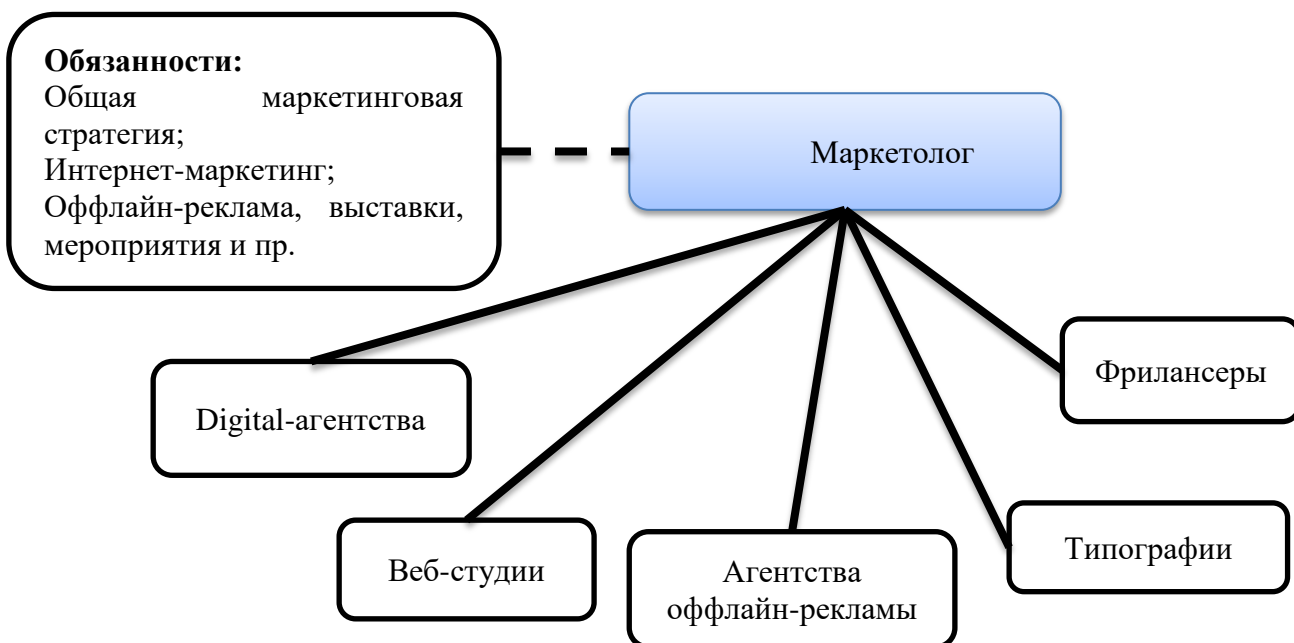 Обязанности:
Общая маркетинговая
стратегия;
Интернет-маркетинг;
Оффлайн-реклама, выставки,
мероприятия и пр.
Маркетолог
Фрилансеры
Digital-агентства
Типографии
Веб-студии
Агентства
оффлайн-рекламы